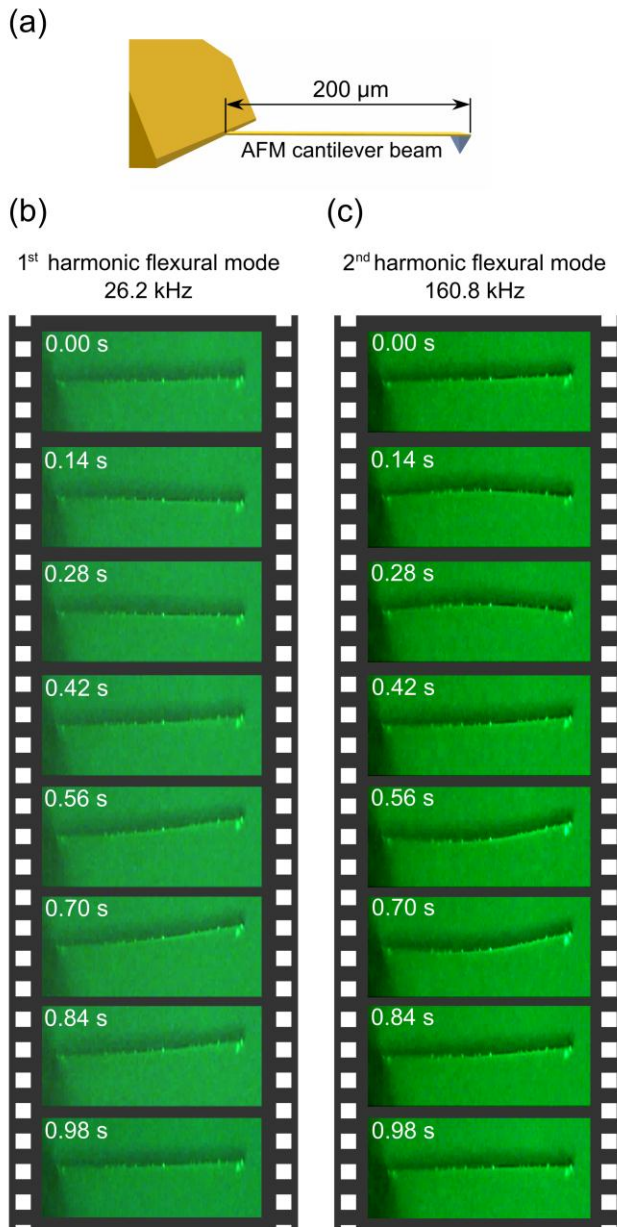 (a)
200 μm
AFM cantilever beam
(b)
(c)
1st harmonic flexural mode
26.2 kHz
2nd harmonic flexural mode
160.8 kHz
0.00 s
0.14 s
0.28 s
0.42 s
0.56 s
0.70 s
0.84 s
0.98 s
0.00 s
0.14 s
0.28 s
0.42 s
0.56 s
0.70 s
0.84 s
0.98 s